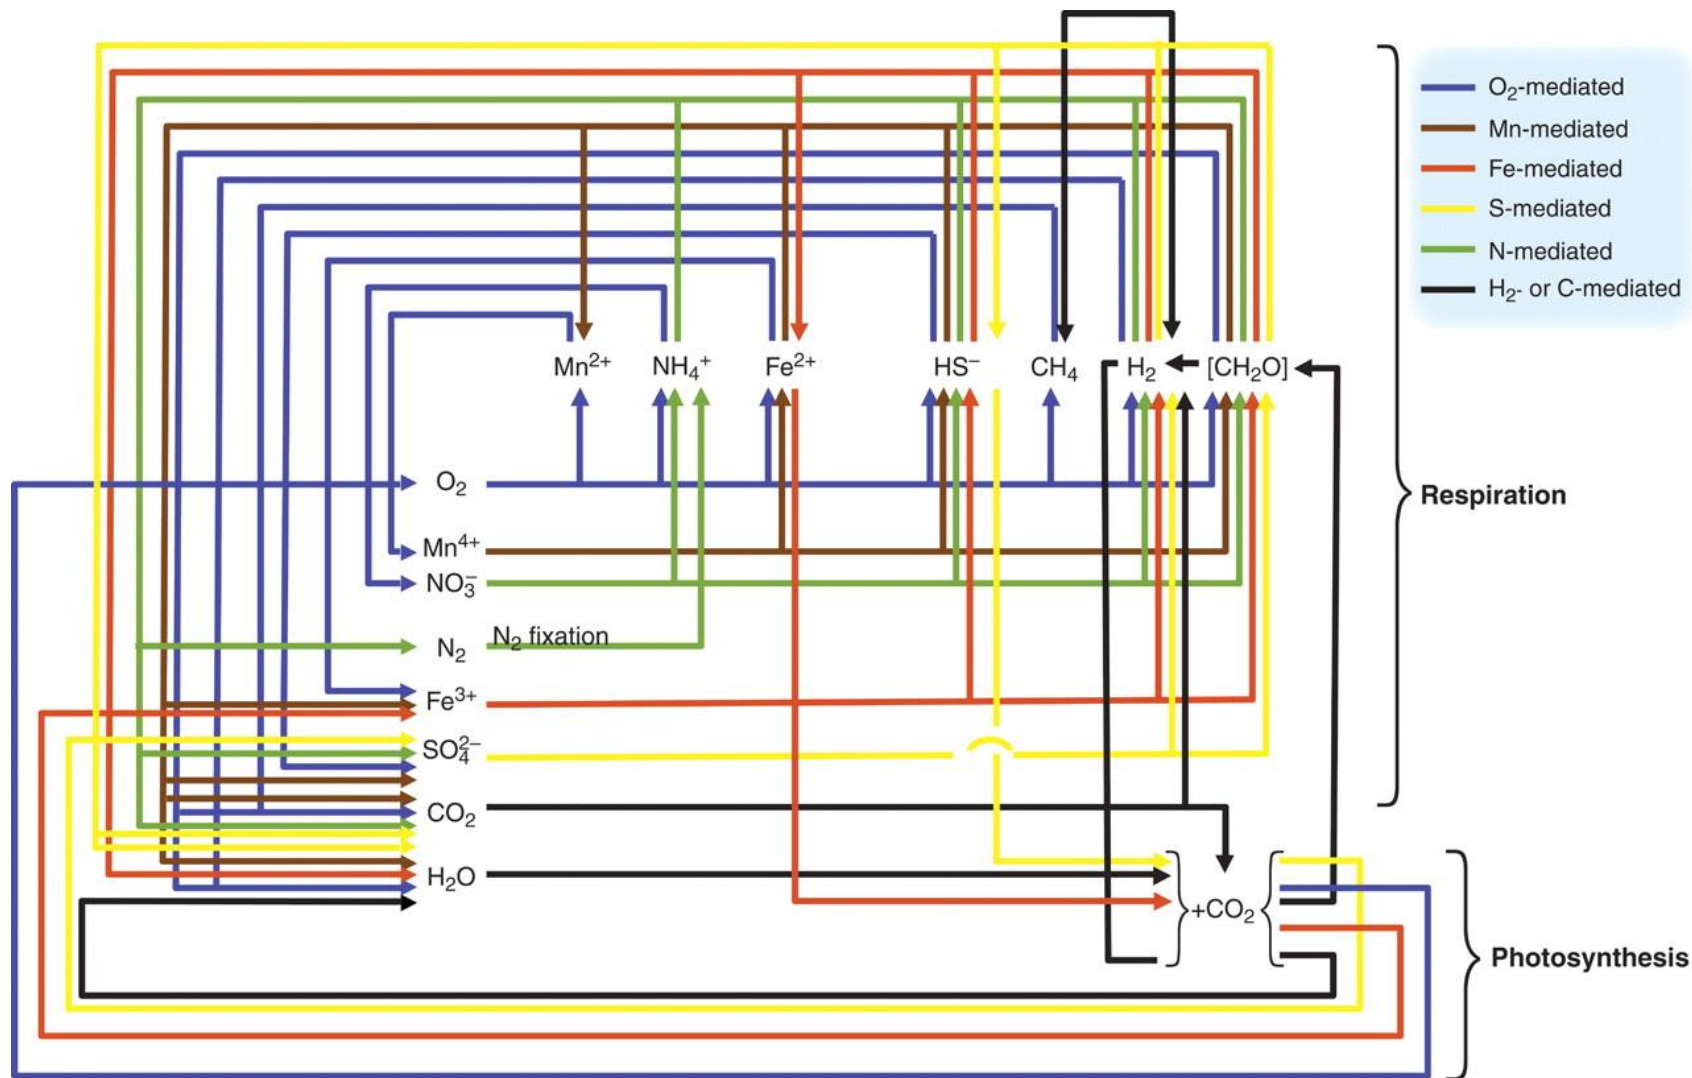 O₂-mediated
Mn-mediated
Fe-mediated
S-mediated
N-mediated
H₂- or C-mediated
Mn²⁺ NH₄⁺ Fe²⁺ HS⁻ CH₄ H₂ [CH₂O]
O₂
Respiration
Mn⁴⁺
NO₃⁻
N₂ N₂ fixation
Fe³⁺
SO₄²⁻
CO₂
H₂O
+CO₂
Photosynthesis